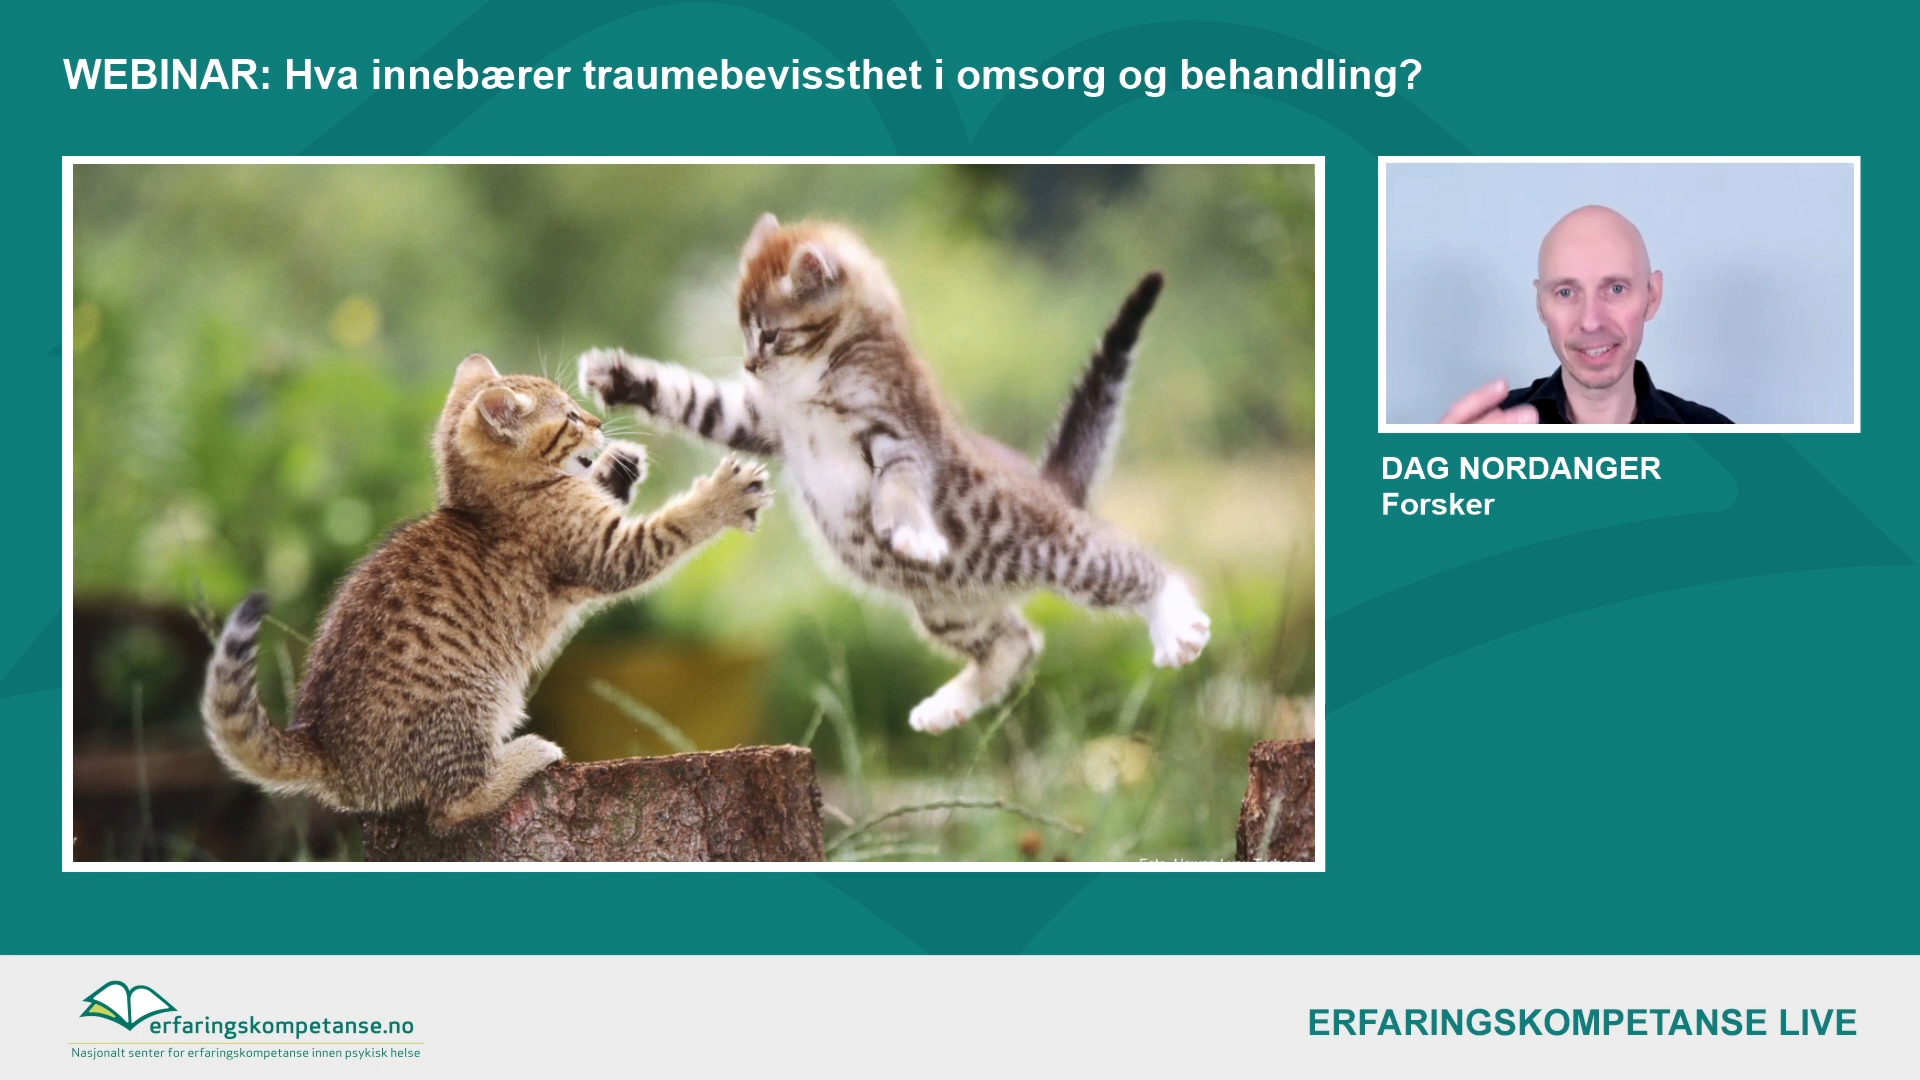 WEBINAR: Hva innebærer traumebevissthet i omsorg og behandling?
DAG NORDANGER
Forsker
erfaringskompetanse.no
Nasjonalt senter for erfaringskompetanse innen psykisk helse
ERFARINGSKOMPETANSE LIVE